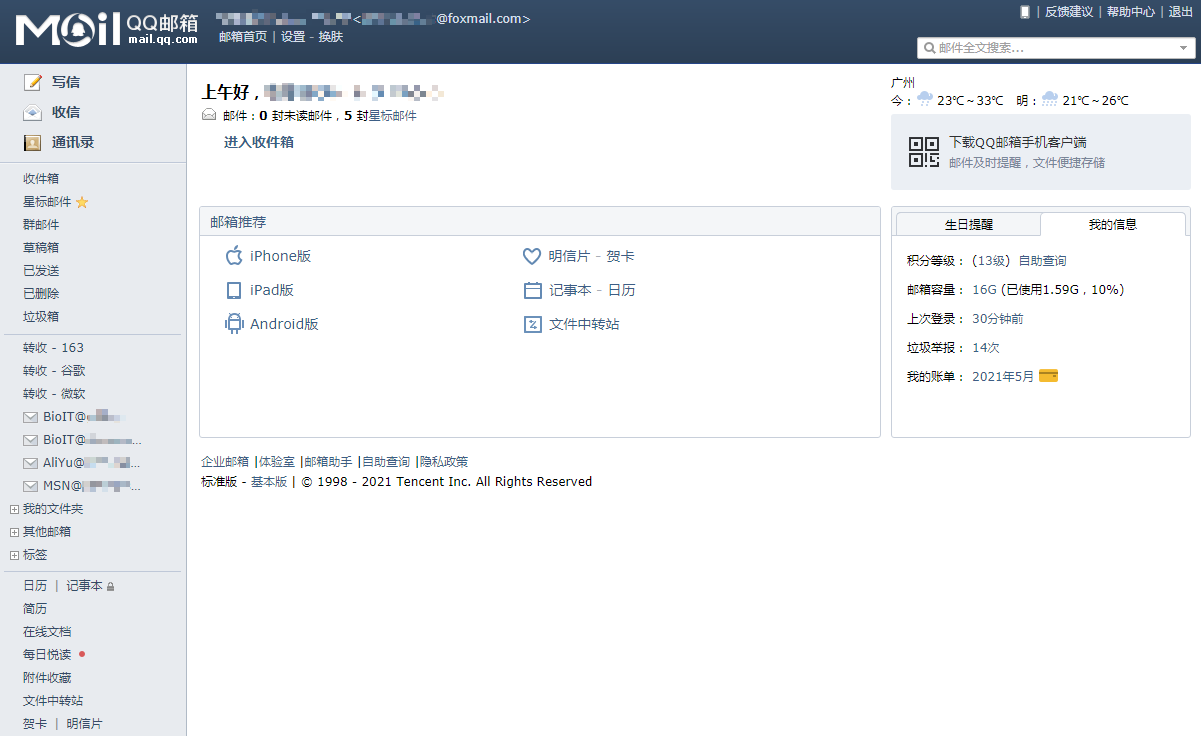 MOil QQ邮箱
mail.qq.com
@foxmail.com>
邮箱首页 | 设置 - 换肤
| 反馈建议 | 帮助中心 | 退出
邮件全文搜索...
写信
收信
通讯录
收件箱
星标邮件
群邮件
草稿箱
已发送
已删除
垃圾箱
转收 - 163
转收 - 谷歌
转收 - 微软
BioIT@
BioIT@...
AliYu@...
MSN@...
我的文件夹
其他邮箱
标签
日历 | 记事本
简历
在线文档
每日悦读
附件收藏
文件中转站
贺卡 | 明信片
上午好，
邮件：0 封未读邮件，5 封星标邮件
进入收件箱
广州
今： 23℃～33℃ 明： 21℃～26℃
下载QQ邮箱手机客户端
邮件及时提醒，文件便捷存储
邮箱推荐
iPhone版
明信片 - 贺卡
iPad版
记事本 - 日历
Android版
文件中转站
生日提醒 我的信息
积分等级： (13级) 自助查询
邮箱容量： 16G (已使用1.59G，10%)
上次登录： 30分钟前
垃圾举报： 14次
我的账单： 2021年5月
企业邮箱 |体验室 |邮箱助手 |自助查询 |隐私政策
标准版 - 基本版 | © 1998 - 2021 Tencent Inc. All Rights Reserved